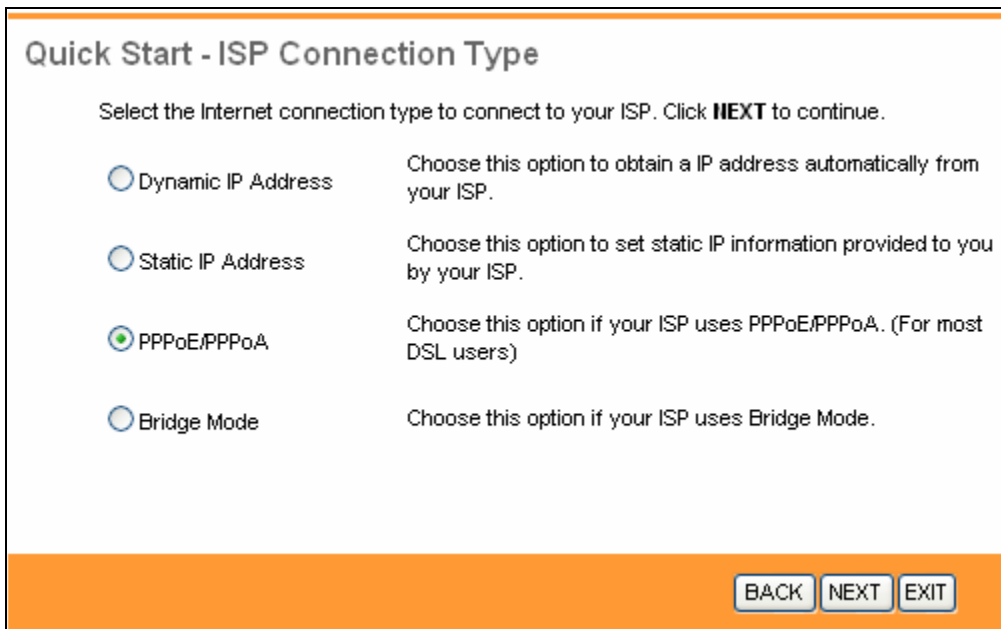 Quick Start - ISP Connection Type
Select the Internet connection type to connect to your ISP. Click NEXT to continue.
Dynamic IP Address
Choose this option to obtain a IP address automatically from
your ISP.
Static IP Address
Choose this option to set static IP information provided to you
by your ISP.
PPPoE/PPPoA
Choose this option if your ISP uses PPPoE/PPPoA. (For most
DSL users)
Bridge Mode
Choose this option if your ISP uses Bridge Mode.
BACK NEXT EXIT